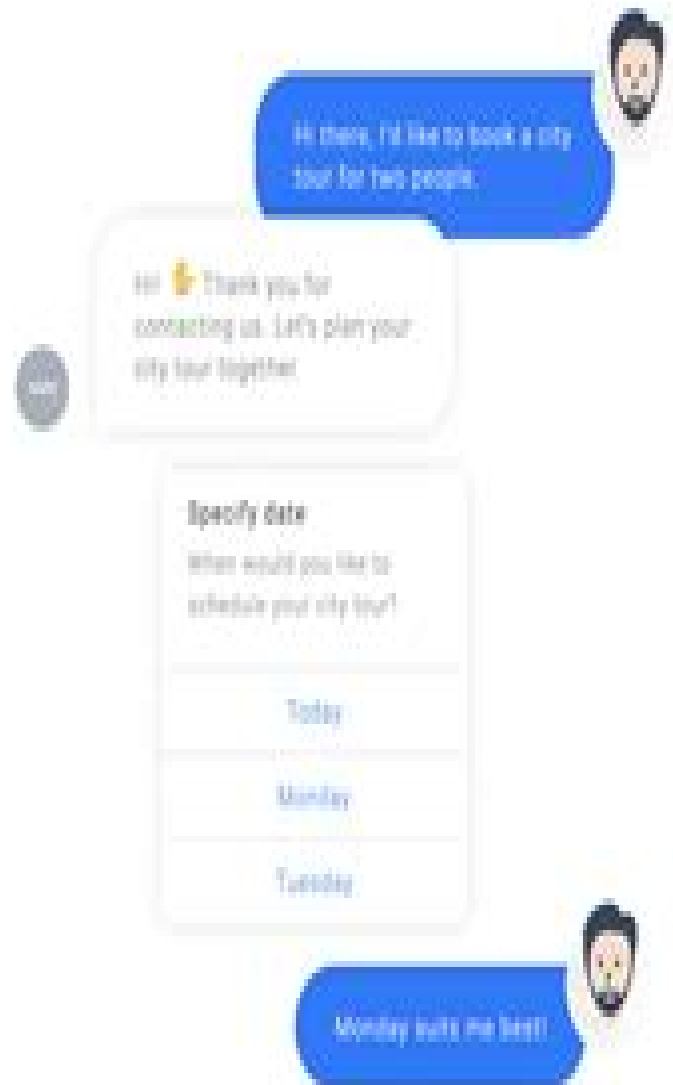 Hi there, I'd like to book a city
tour for two people.
Hi! Thank you for
contacting us. Let's plan your
city tour together
Specify date
When would you like to
schedule your city tour?
Today
Monday
Tuesday
Monday suits me best!